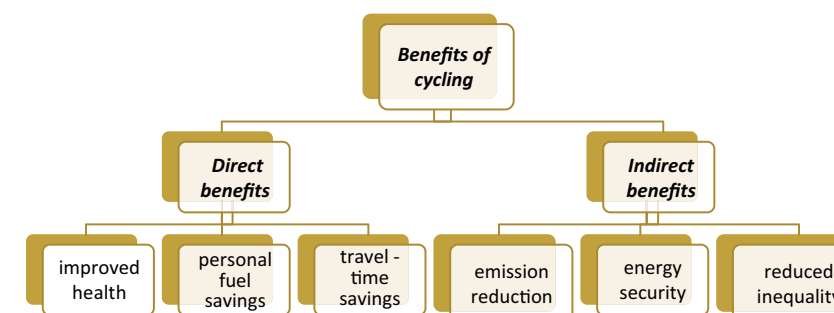 Benefits of
cycling
Direct
benefits
Indirect
benefits
improved
health
personal
fuel
savings
travel -
time
savings
emission
reduction
energy
security
reduced
inequality